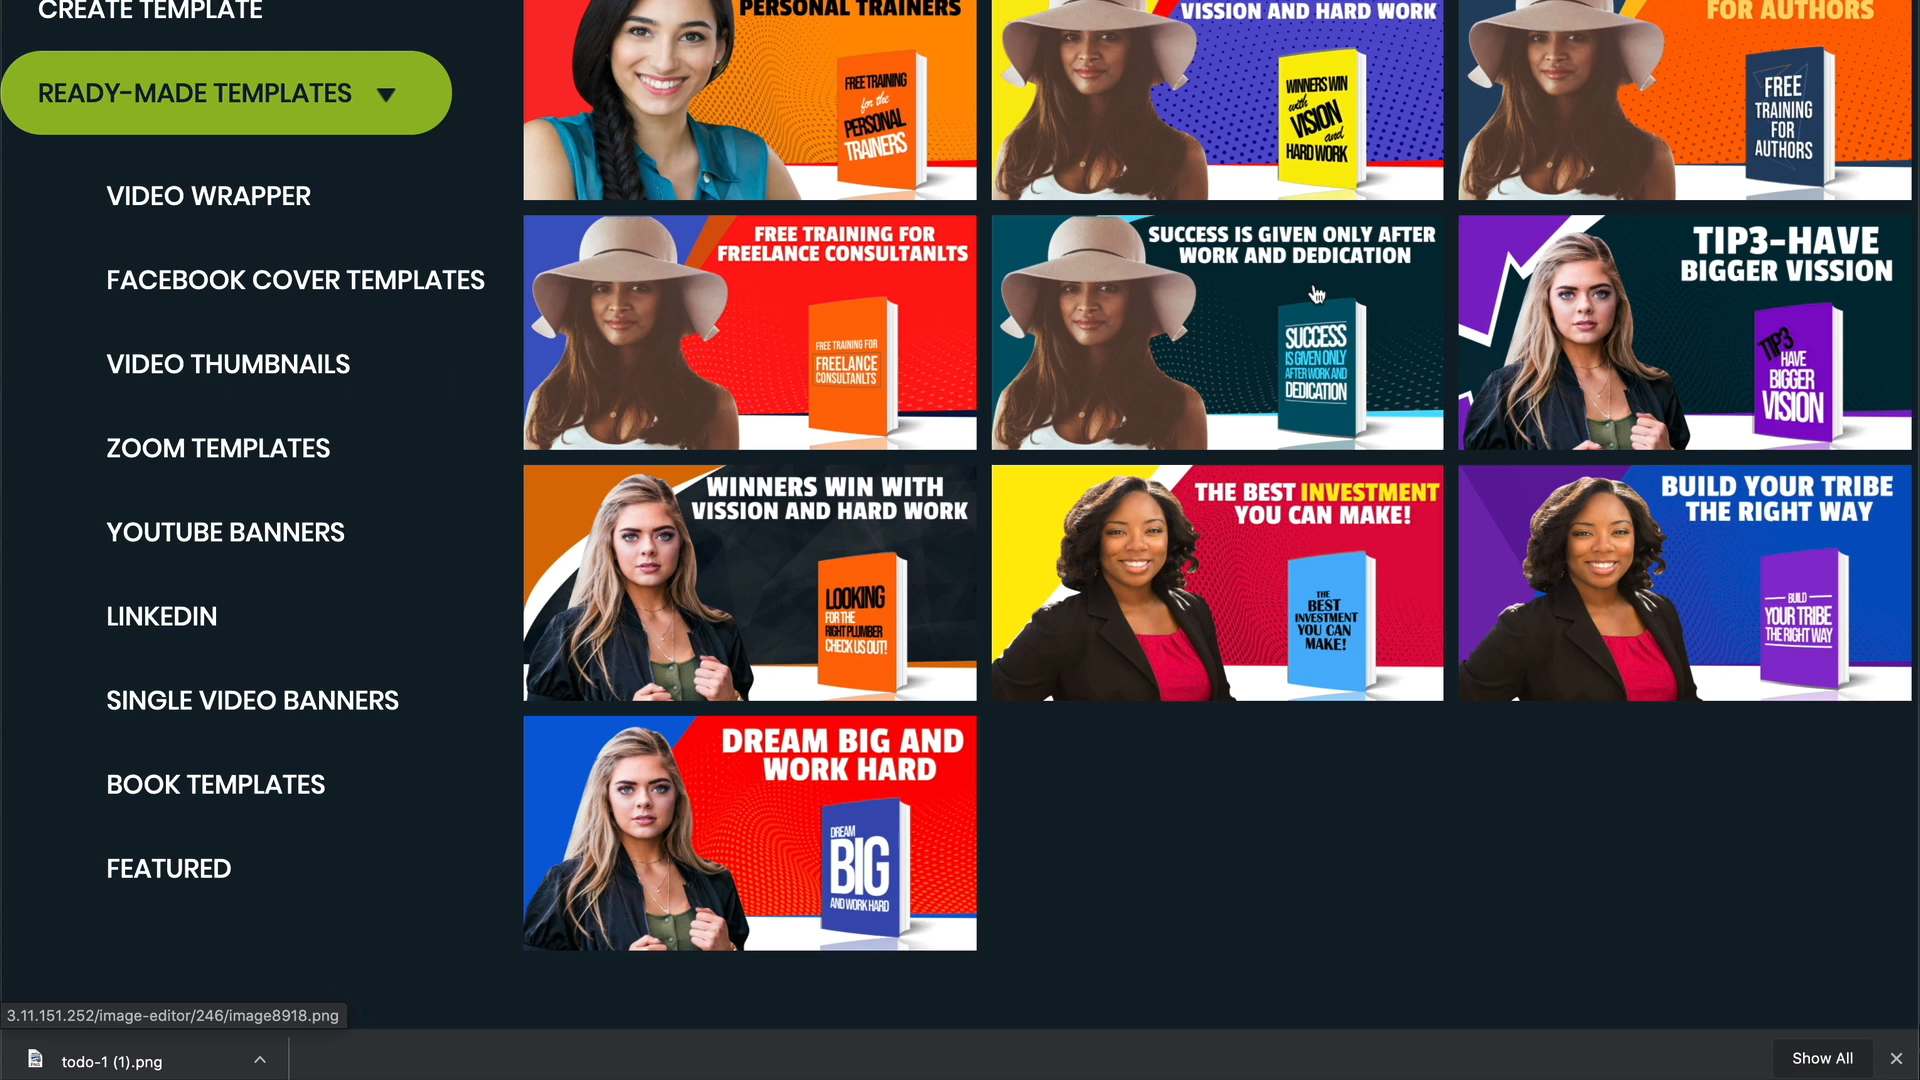 CREATE TEMPLATE
READY-MADE TEMPLATES
VIDEO WRAPPER
FACEBOOK COVER TEMPLATES
VIDEO THUMBNAILS
ZOOM TEMPLATES
YOUTUBE BANNERS
LINKEDIN
SINGLE VIDEO BANNERS
BOOK TEMPLATES
FEATURED
PERSONAL TRAINERS
FREE TRAINING
for the
PERSONAL
TRAINERS
VISSION AND HARD WORK
WINNERS WIN
with
VISION
and
HARD WORK
FOR AUTHORS
FREE
TRAINING
FOR
AUTHORS
FREE TRAINING FOR
FREELANCE CONSULTANLTS
FREE TRAINING FOR
FREELANCE
CONSULTANLTS
SUCCESS IS GIVEN ONLY AFTER
WORK AND DEDICATION
SUCCESS
IS GIVEN ONLY
AFTER WORK AND
DEDICATION
TIP3-HAVE
BIGGER VISSION
TIP3
HAVE
BIGGER
VISION
WINNERS WIN WITH
VISSION AND HARD WORK
LOOKING
FOR THE
RIGHT PLUMBER
CHECK US OUT!
THE BEST INVESTMENT
YOU CAN MAKE!
THE
BEST
INVESTMENT
YOU CAN
MAKE!
BUILD YOUR TRIBE
THE RIGHT WAY
BUILD
YOUR TRIBE
THE RIGHT WAY
DREAM BIG AND
WORK HARD
DREAM
BIG
AND WORK HARD
3.11.151.252/image-editor/246/image8918.png
todo-1 (1).png
Show All